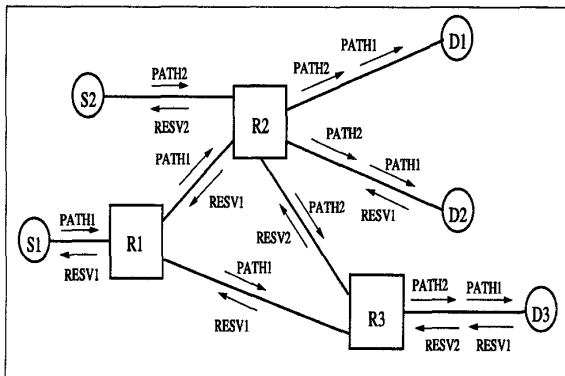 D1
PATH1
PATH2
PATH2
S2
RESV2
R2
PATH1
PATH2
PATH1
RESV1
PATH2
RESV1
D2
PATH1
S1
R1
RESV2
RESV1
PATH1
PATH2
PATH1
RESV1
R3
D3
RESV2
RESV1